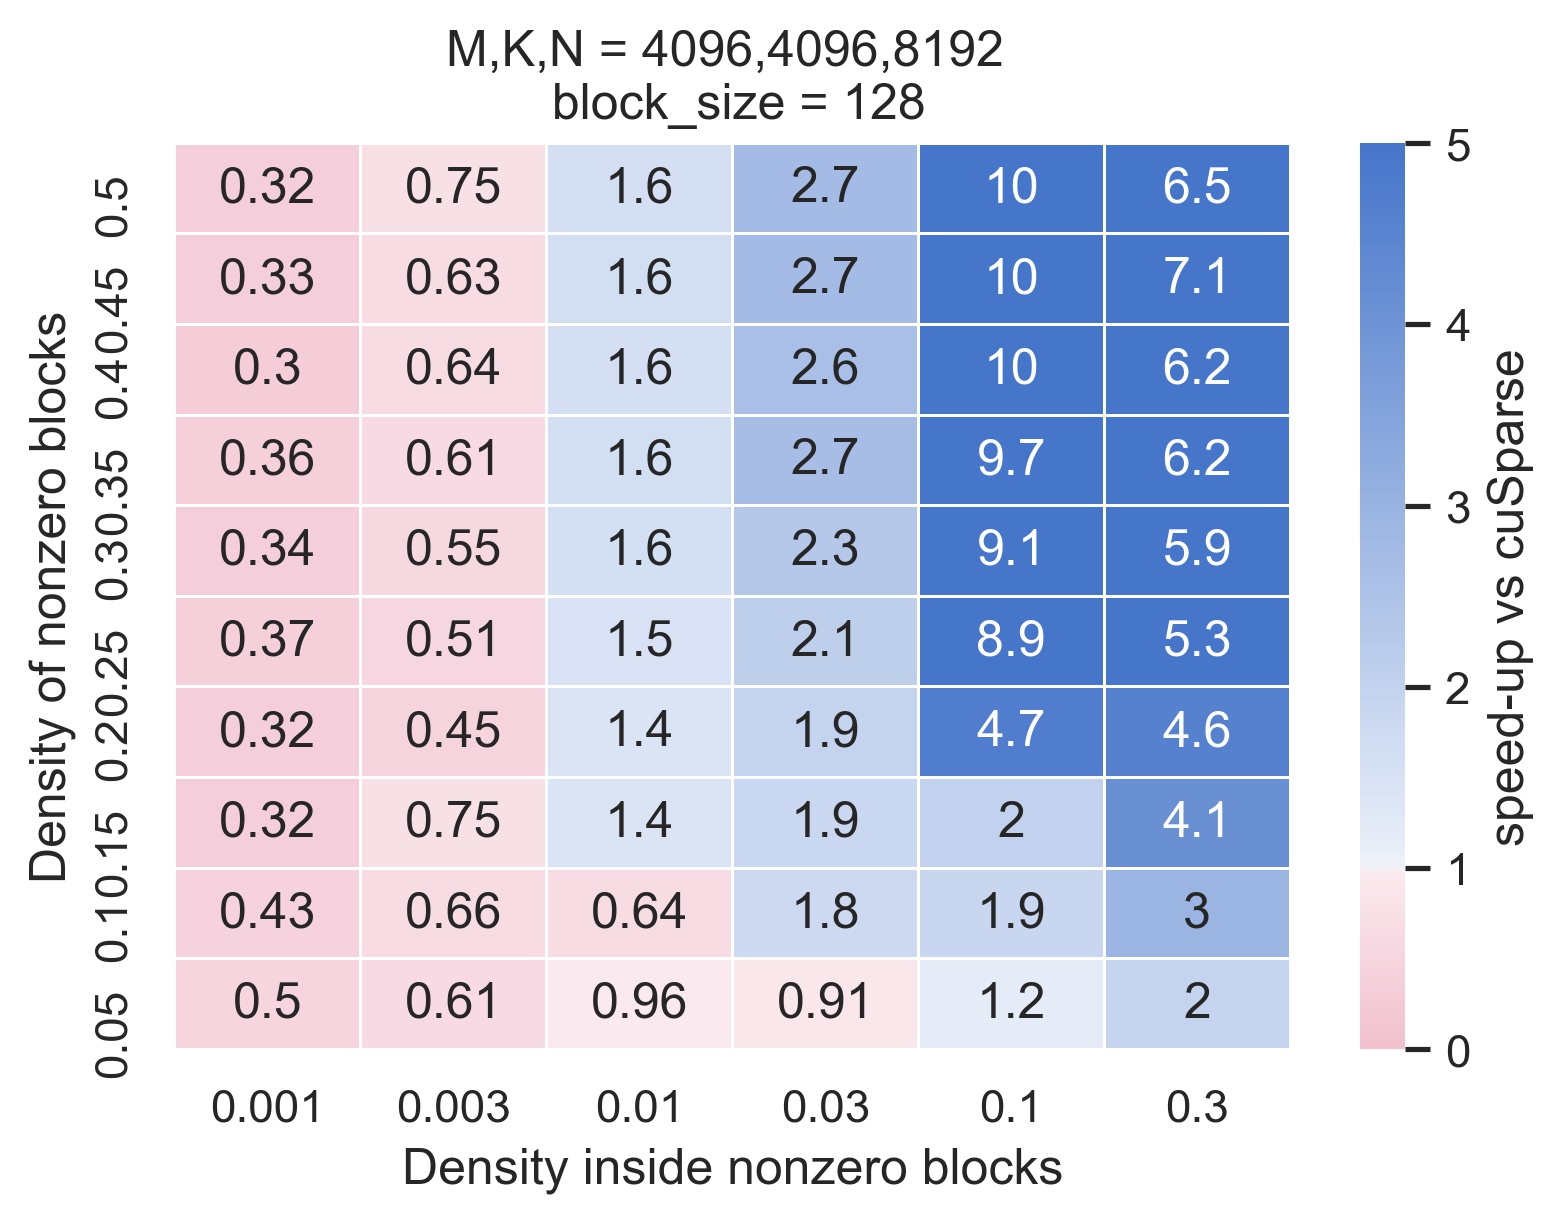 M,K,N = 4096,4096,8192
block_size = 128
Density of nonzero blocks
0.5
0.32 0.75 1.6 2.7 10 6.5
0.45
0.33 0.63 1.6 2.7 10 7.1
0.4
0.3 0.64 1.6 2.6 10 6.2
0.35
0.36 0.61 1.6 2.7 9.7 6.2
0.3
0.34 0.55 1.6 2.3 9.1 5.9
0.25
0.37 0.51 1.5 2.1 8.9 5.3
0.2
0.32 0.45 1.4 1.9 4.7 4.6
0.15
0.32 0.75 1.4 1.9 2 4.1
0.1
0.43 0.66 0.64 1.8 1.9 3
0.05
0.5 0.61 0.96 0.91 1.2 2
0.001 0.003 0.01 0.03 0.1 0.3
Density inside nonzero blocks
5
4
3
2
1
0
speed-up vs cuSparse